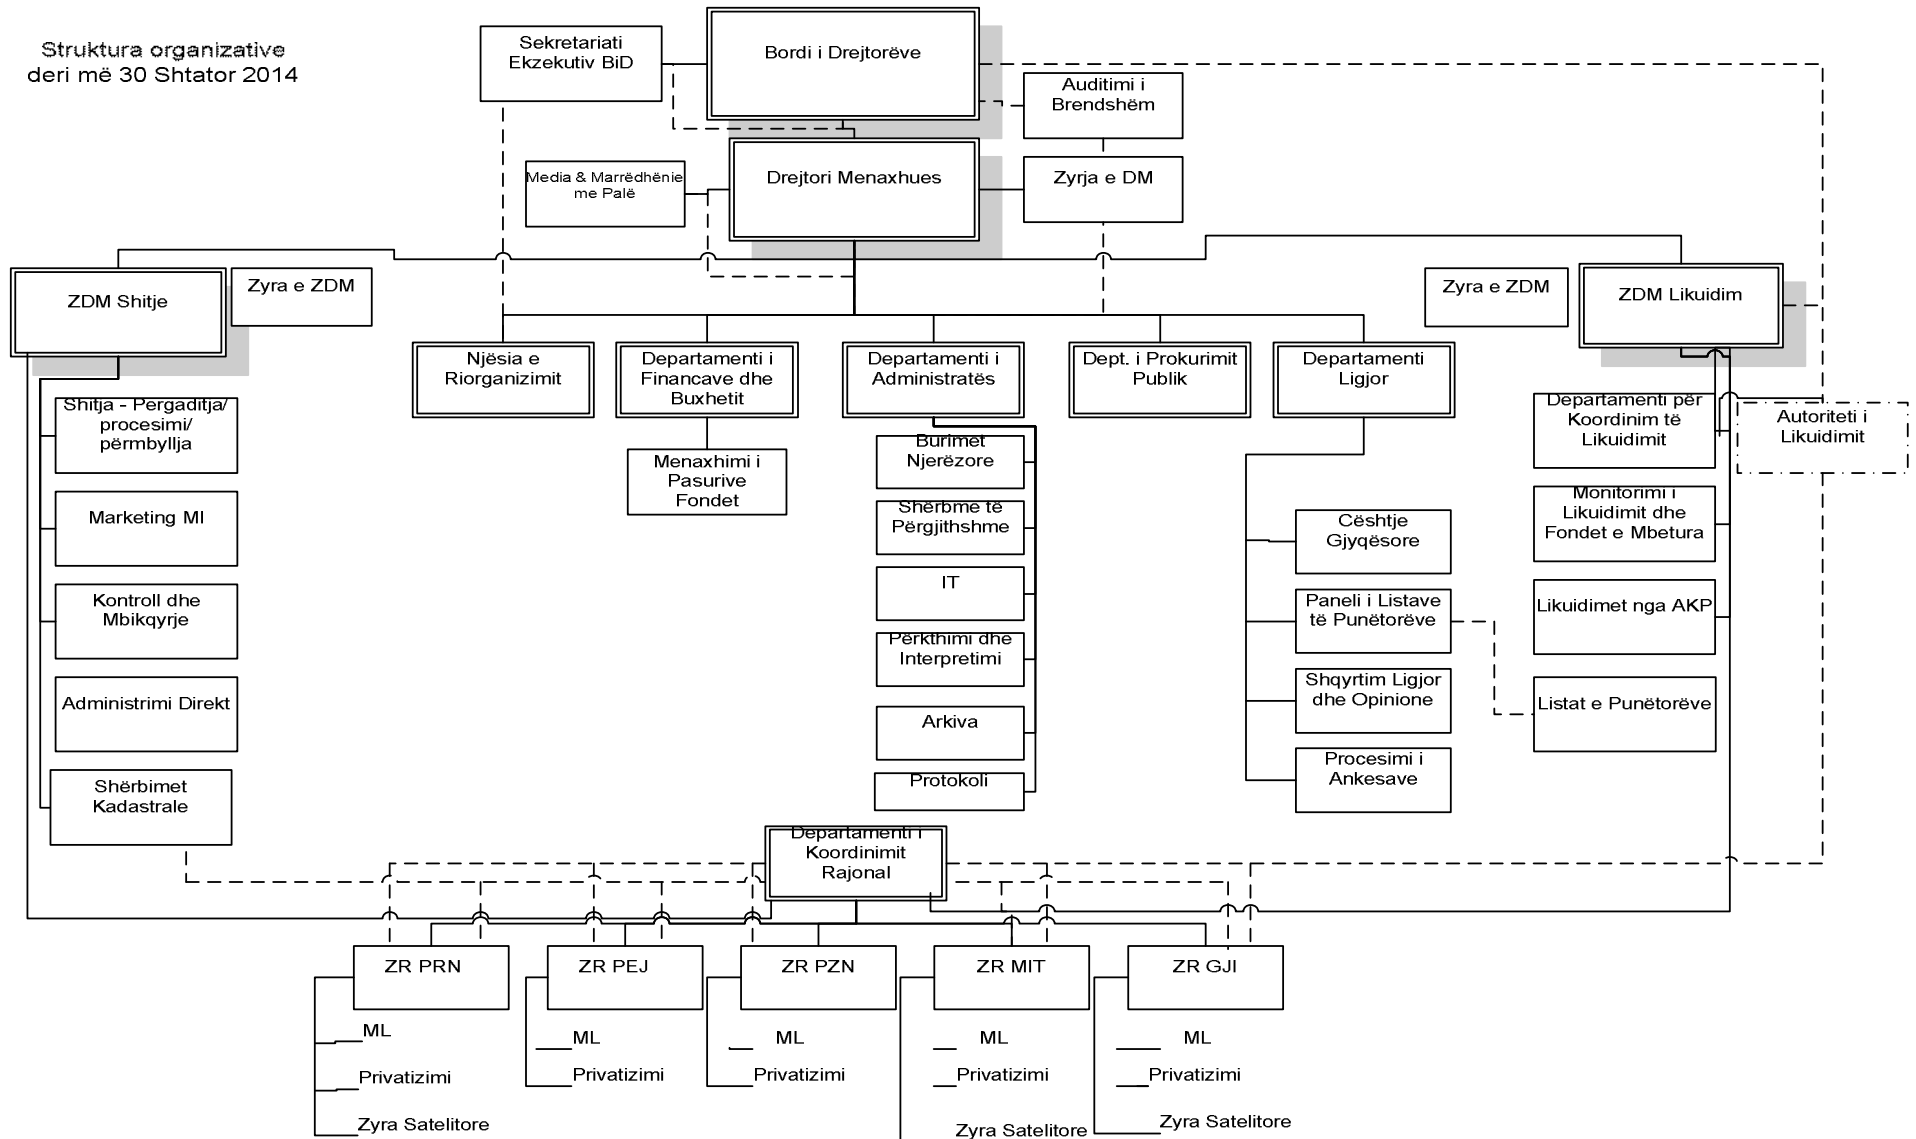 Struktura organizative
deri më 30 Shtator 2014
Sekretariati
Ekzekutiv BiD
Bordi i Drejtorëve
Auditimi i
Brendshëm
Media & Marrëdhënie
me Palë
Drejtori Menaxhues
Zyrja e DM
ZDM Shitje
Zyra e ZDM
Zyra e ZDM
ZDM Likuidim
Njësia e
Riorganizimit
Departamenti i
Financave dhe
Buxhetit
Departamenti i
Administratës
Dept. i Prokurimit
Publik
Departamenti
Ligjor
Shitja - Pergaditja/
procesimi/
përmbyllja
Marketing MI
Kontroll dhe
Mbikqyrje
Administrimi Direkt
Shërbimet
Kadastrale
Menaxhimi i
Pasurive
Fondet
Burimet
Njerëzore
Shërbme të
Përgjithshme
IT
Përkthimi dhe
Interpretimi
Arkiva
Protokoli
Cështje
Gjyqësore
Paneli i Listave
të Punëtorëve
Shqyrtim Ligjor
dhe Opinione
Procesimi i
Ankesave
Departamenti për
Koordinim të
Likuidimit
Autoriteti i
Likuidimit
Monitorimi i
Likuidimit dhe
Fondet e Mbetura
Likuidimet nga AKP
Listat e Punëtorëve
Departamenti i
Koordinimit
Rajonal
ZR PRN
ZR PEJ
ZR PZN
ZR MIT
ZR GJI
ML
Privatizimi
Zyra Satelitore
ML
Privatizimi
ML
Privatizimi
ML
Privatizimi
Zyra Satelitore
ML
Privatizimi
Zyra Satelitore